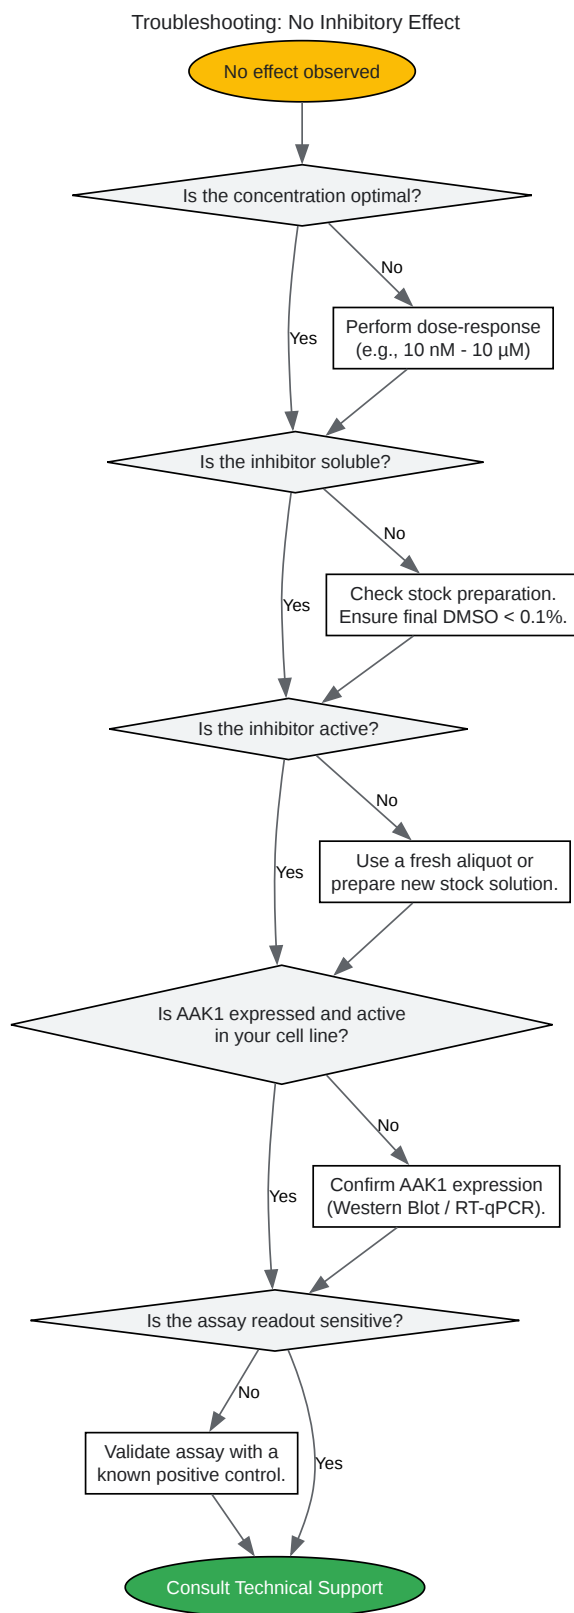 Troubleshooting: No Inhibitory Effect
No effect observed
Is the concentration optimal?
No
Yes
Perform dose-response
(e.g., 10 nM - 10 µM)
Is the inhibitor soluble?
No
Yes
Check stock preparation.
Ensure final DMSO < 0.1%.
Is the inhibitor active?
No
Yes
Use a fresh aliquot or
prepare new stock solution.
Is AAK1 expressed and active
in your cell line?
No
Yes
Confirm AAK1 expression
(Western Blot / RT-qPCR).
Is the assay readout sensitive?
No
Validate assay with a
known positive control.
Yes
Consult Technical Support